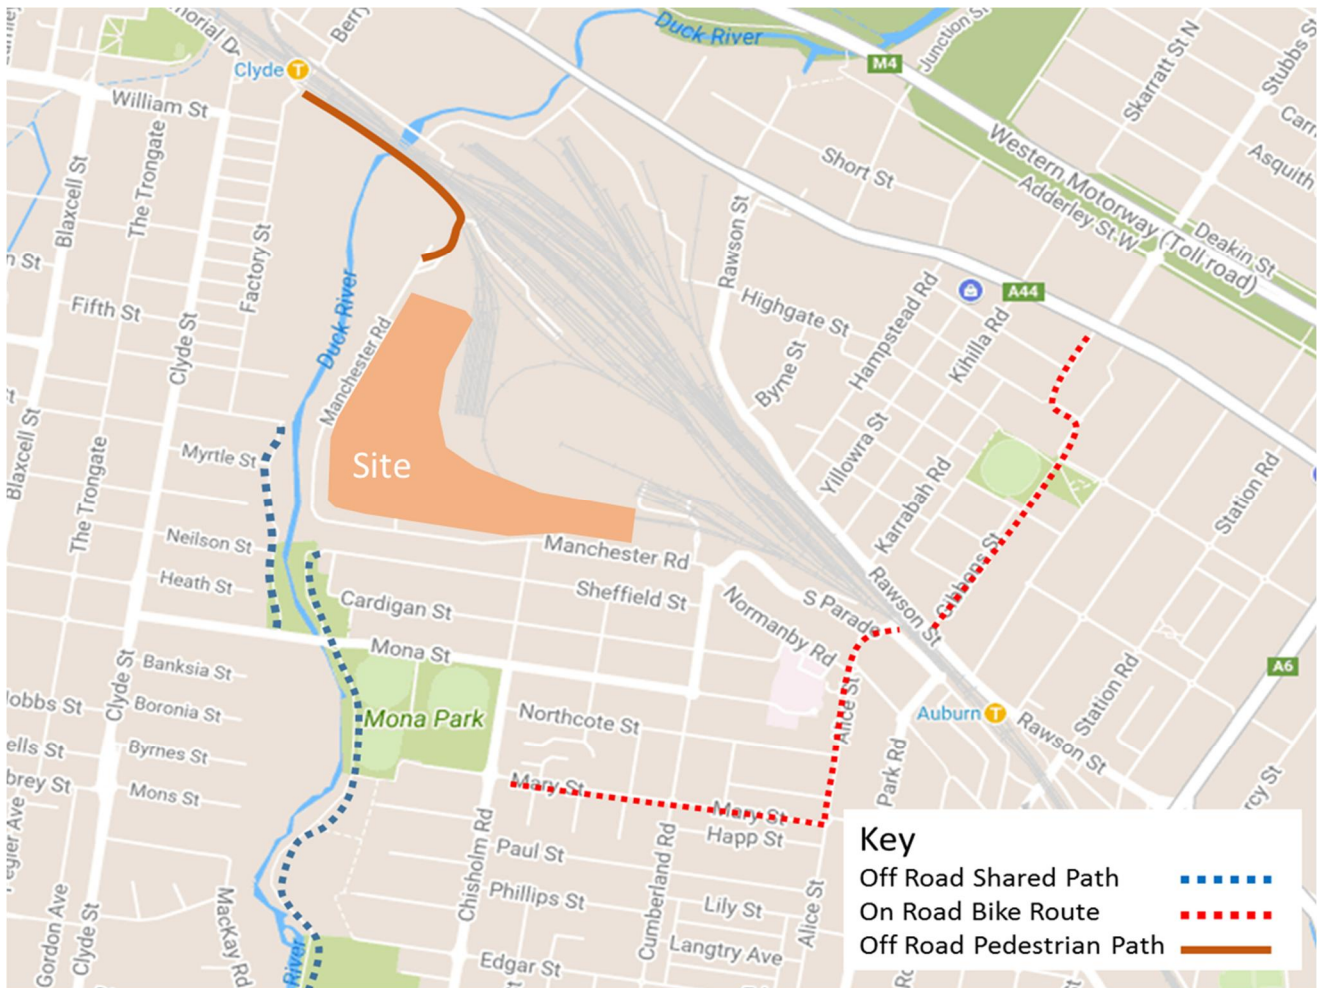 Duck River
Junction St
Skarratt St N
Stubbs St
M4
Clyde T
William St
Western Motorway (Toll road)
Short St
Asquith
Adderley St W
Deakin St
Blaxcell St
The Trongate
Rawson St
Factory St
Fifth St
A44
Highgate St
Hampstead Rd
Kihilla Rd
Duck River
Manchester Rd
Clyde St
Byrne St
Blaxcell St
The Trongate
Myrtle St
Site
Yillowra St
Karrabah Rd
Station Rd
Neilson St
Manchester Rd
Heath St
Cardigan St
Sheffield St
Normanby Rd
S Parade
Rawson St
Gibbons St
Mona St
Banksia St
Clyde St
A6
Boronia St
Mona Park
Northcote St
Alice St
Auburn T
Station Rd
Rawson St
Byrnes St
Mons St
Mary St
Mary St
Park Rd
Happ St
Chisholm Rd
Paul St
Cumberland Rd
Phillips St
Lily St
Alice St
Langtry Ave
Edgar St
Gordon Ave
Clyde St
MacKay Rd
River
Key
Off Road Shared Path
On Road Bike Route
Off Road Pedestrian Path